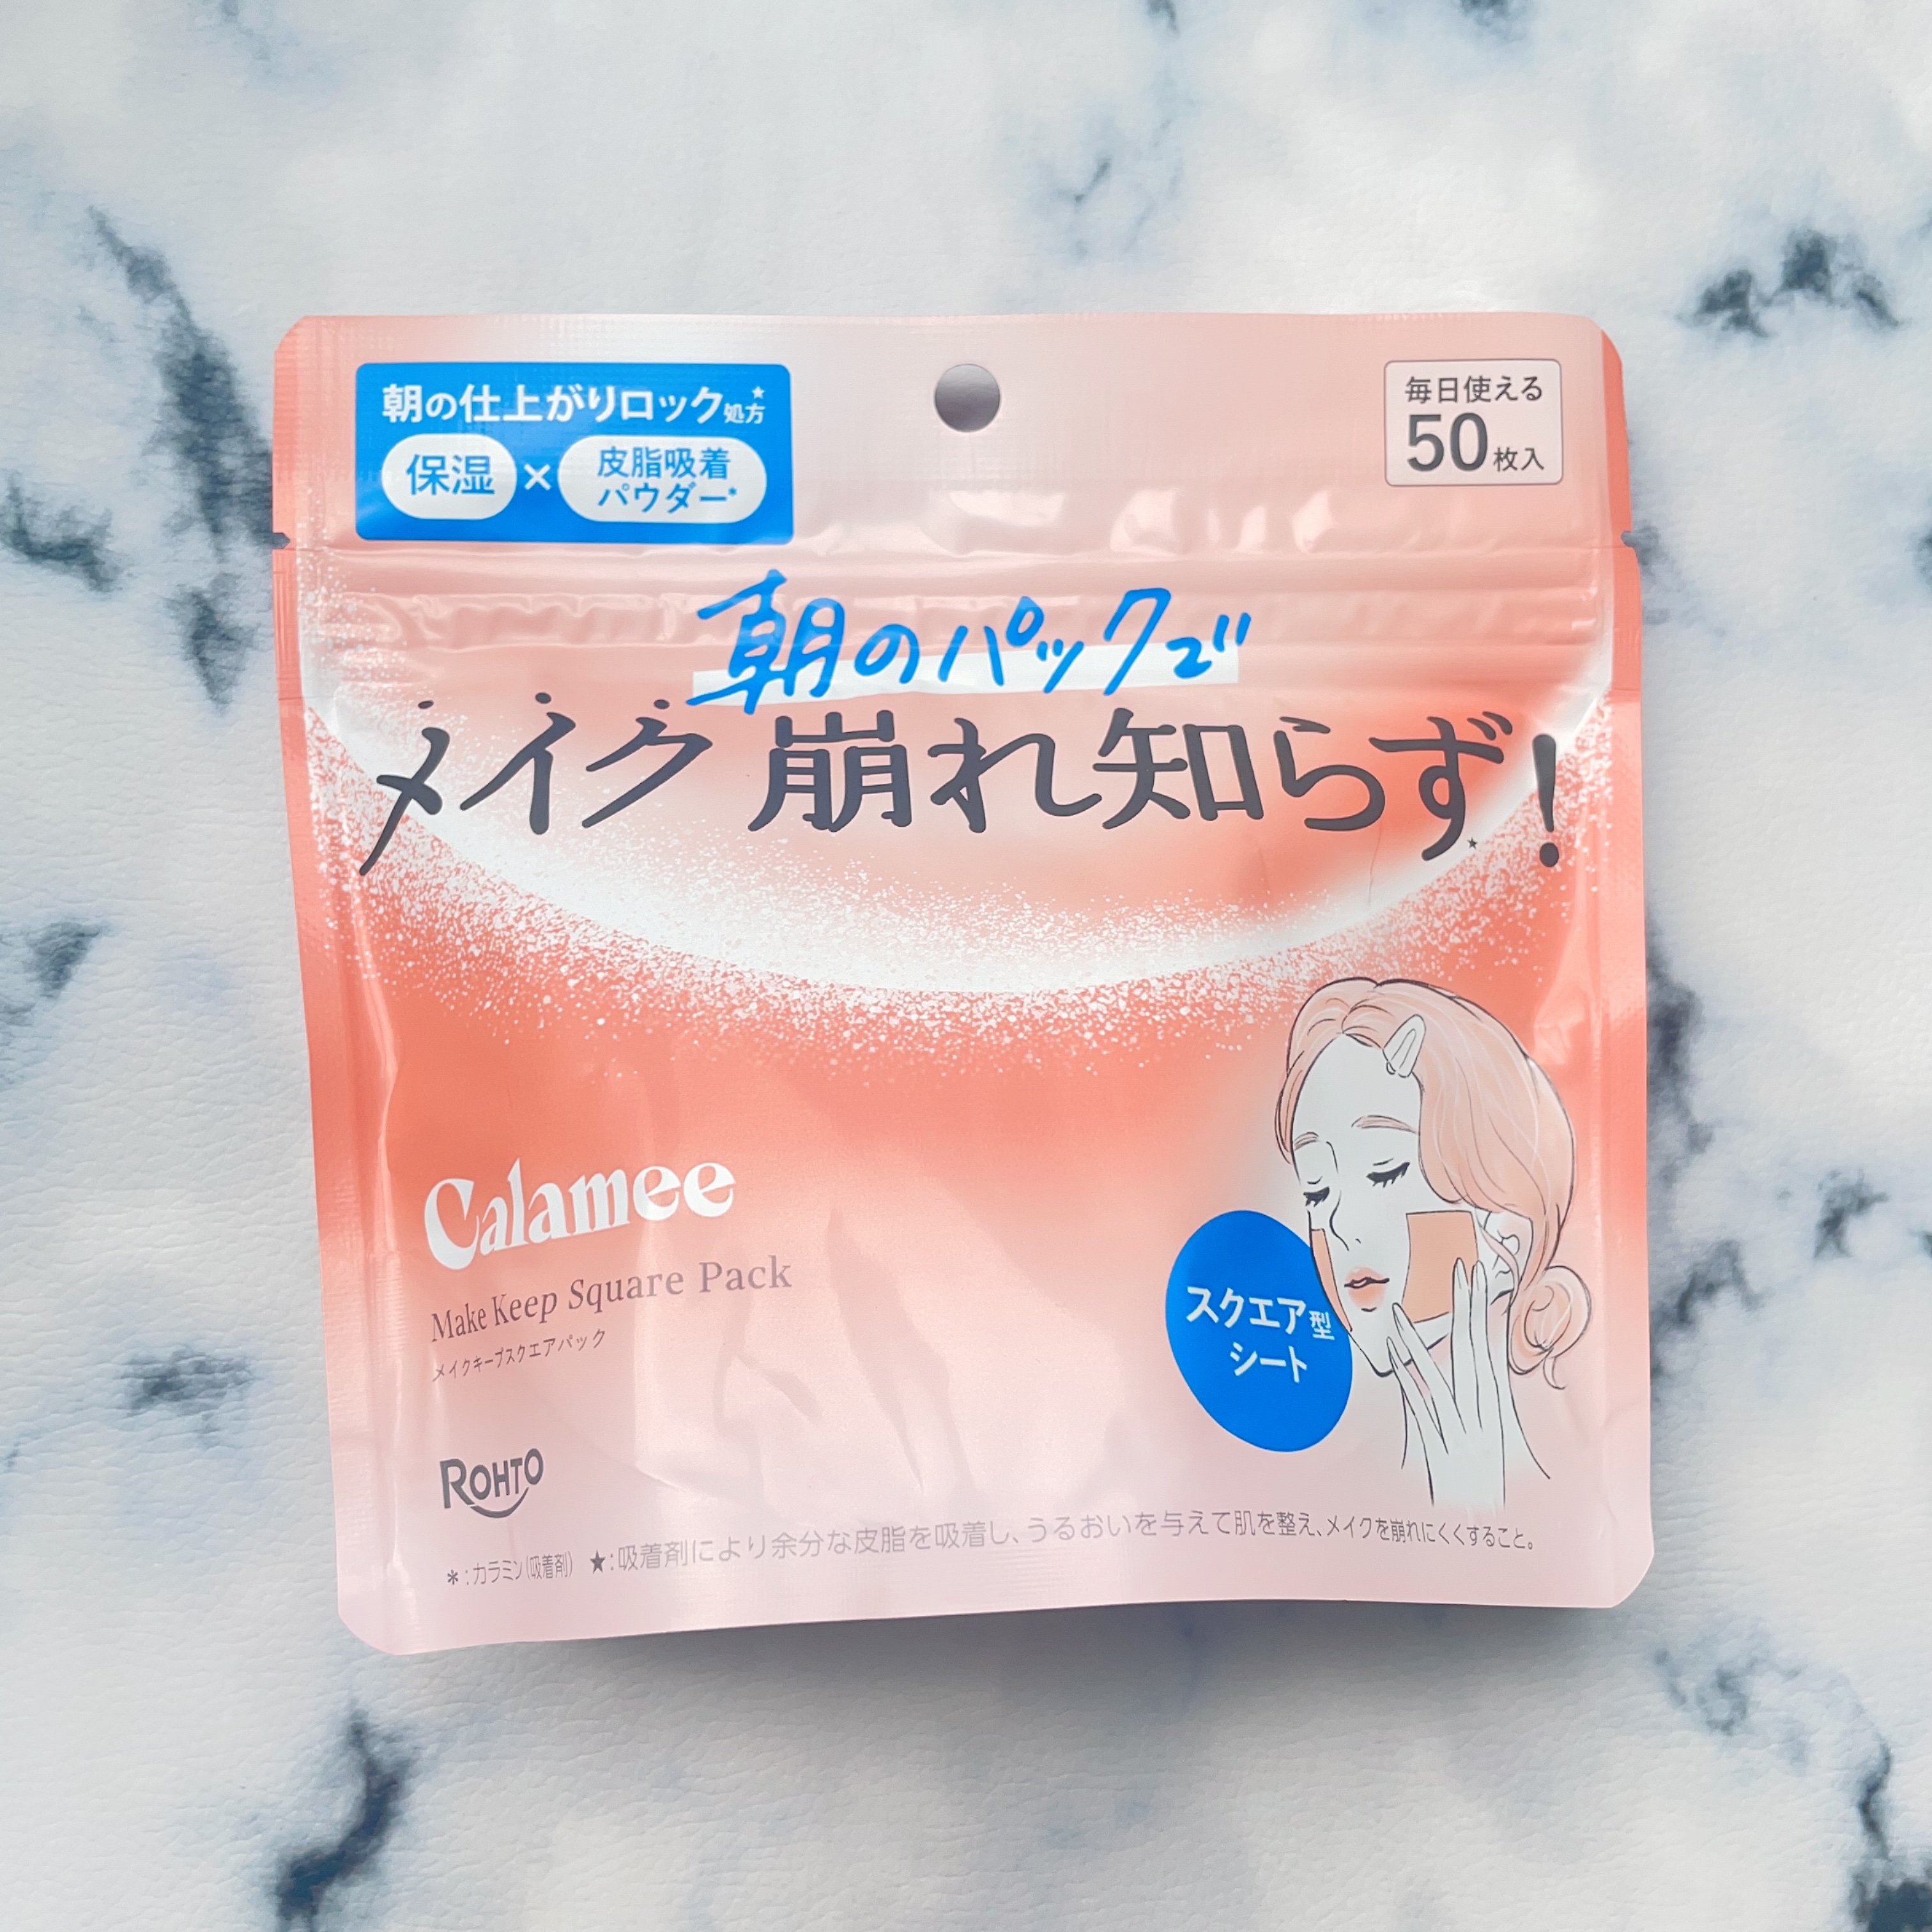 朝の仕上がりロック処方★
保湿×皮脂吸着
パウダー*
毎日使える
50枚入
朝のパックで
メイク崩れ知らず!★
Calamee
Make Keep Square Pack
メイクキープスクエアパック
スクエア型
シート
ROHTO
*:カラミン(吸着剤) ★:吸着剤により余分な皮脂を吸着し、うるおいを与えて肌を整え、メイクを崩れにくくすること。